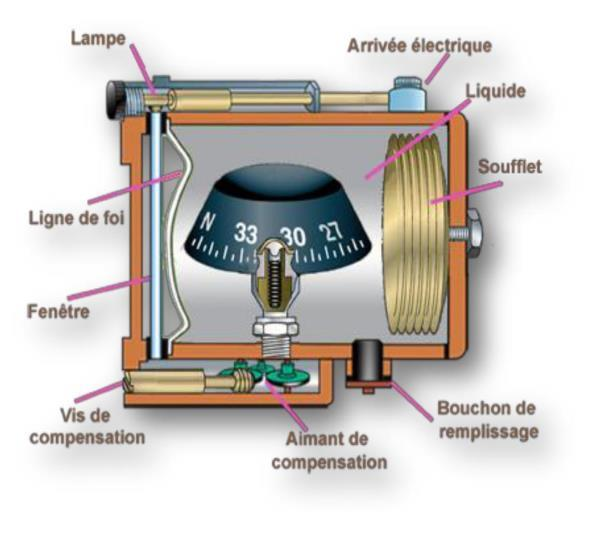 Lampe
Arrivée électrique
Liquide
Soufflet
Ligne de foi
N 33 30 27
Fenêtre
Vis de
compensation
Aimant de
compensation
Bouchon de
remplissage